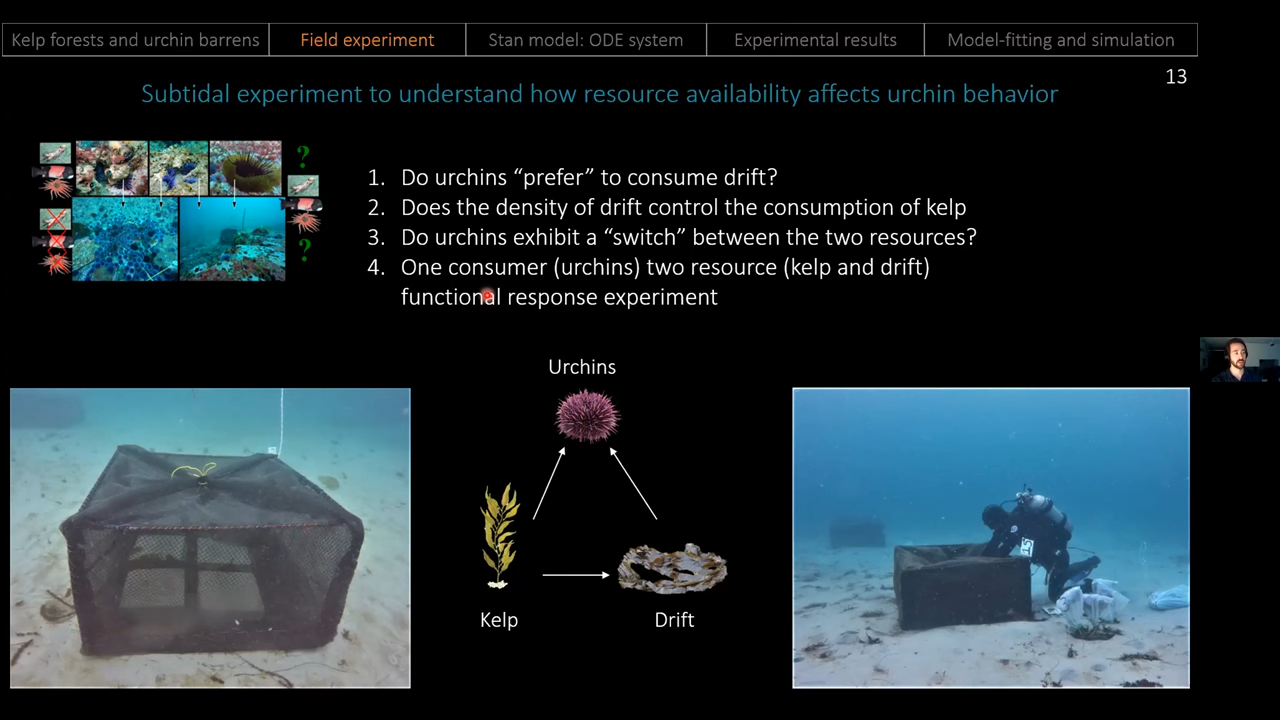 Kelp forests and urchin barrens
Field experiment
Stan model: ODE system
Experimental results
Model-fitting and simulation
13
Subtidal experiment to understand how resource availability affects urchin behavior
?
?
1. Do urchins “prefer” to consume drift?
2. Does the density of drift control the consumption of kelp
3. Do urchins exhibit a “switch” between the two resources?
4. One consumer (urchins) two resource (kelp and drift)
functional response experiment
Urchins
Kelp
Drift